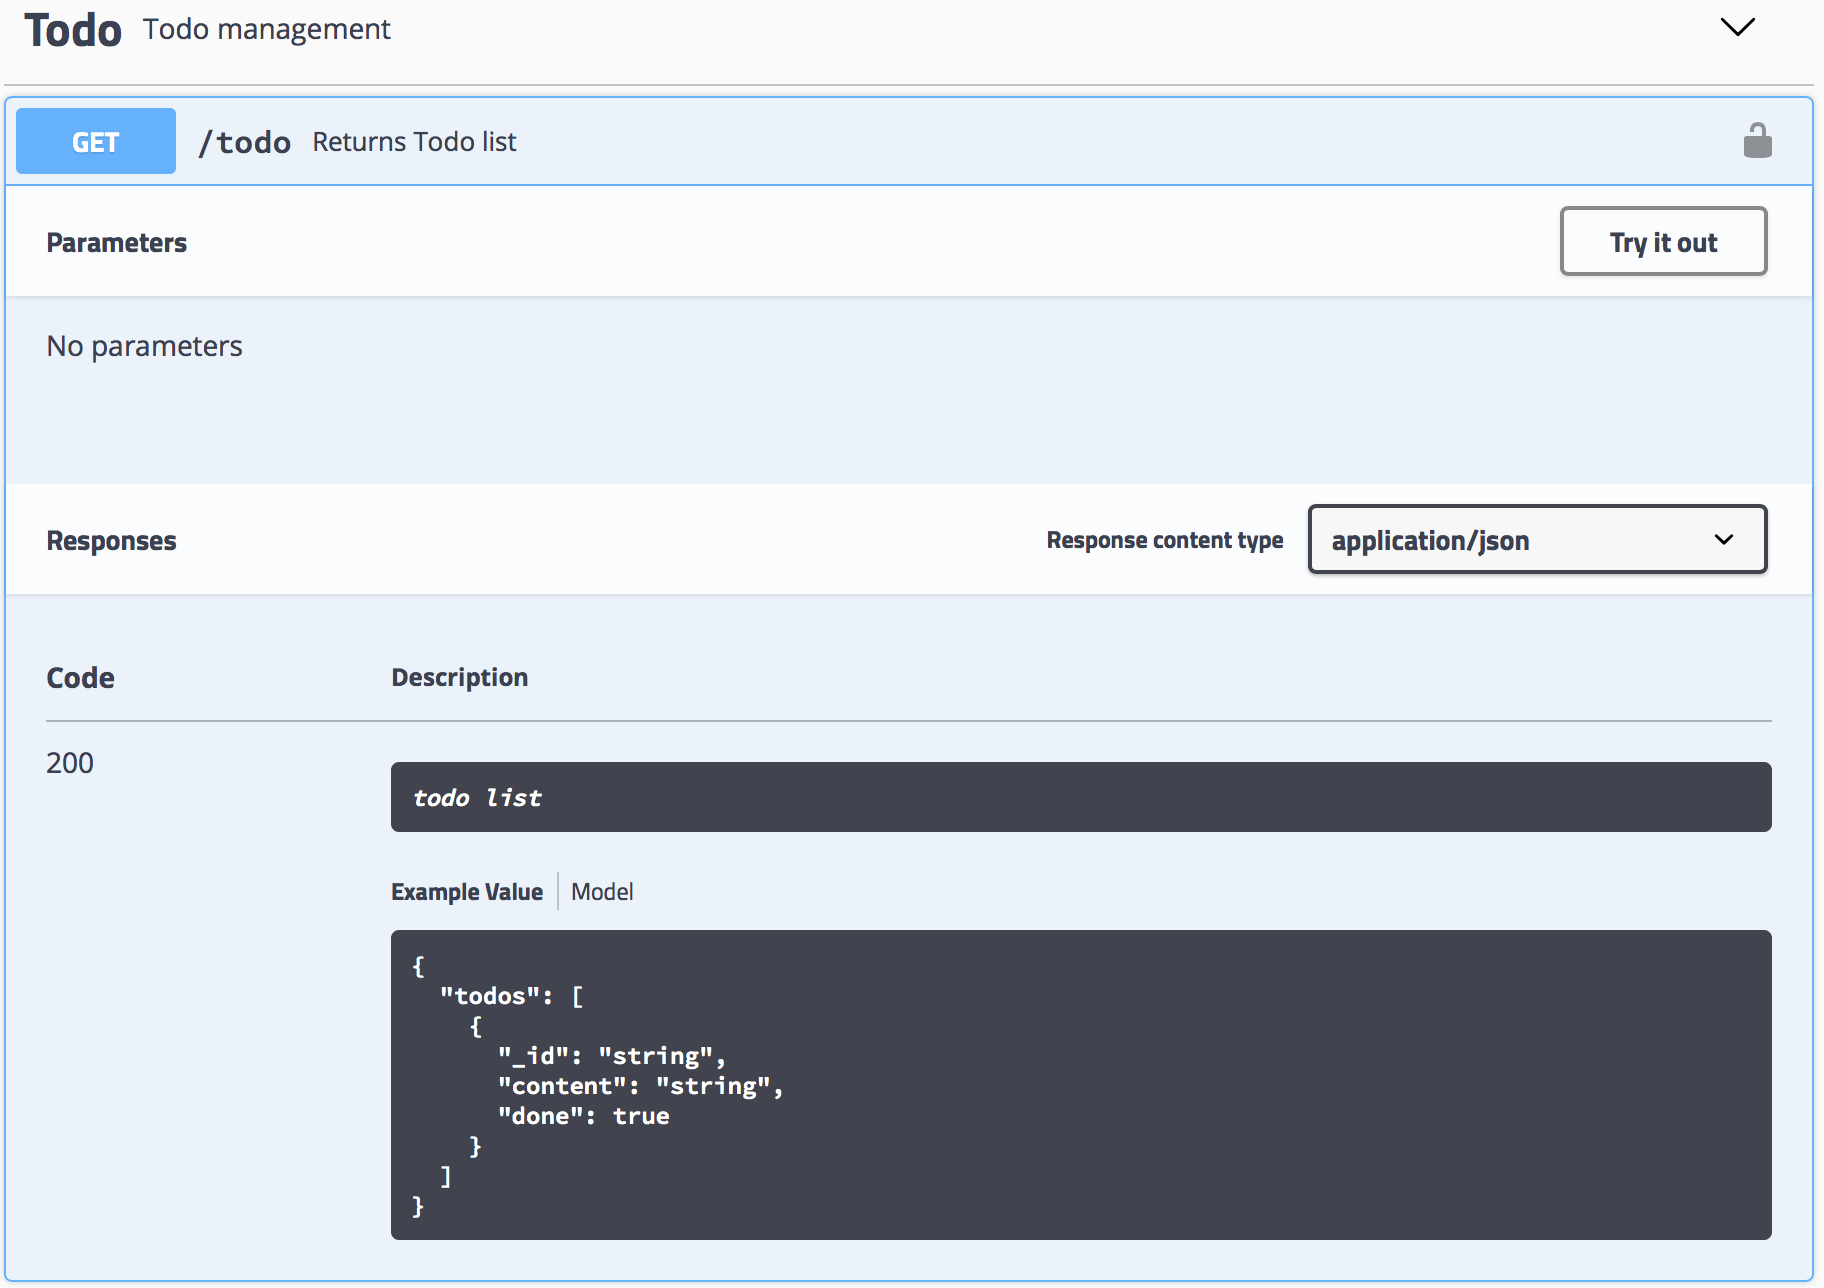 Todo Todo management
GET /todo Returns Todo list
Parameters Try it out
No parameters
Responses Response content type application/json
Code Description
200
todo list
Example Value Model
{
  "todos": [
    {
      "_id": "string",
      "content": "string",
      "done": true
    }
  ]
}